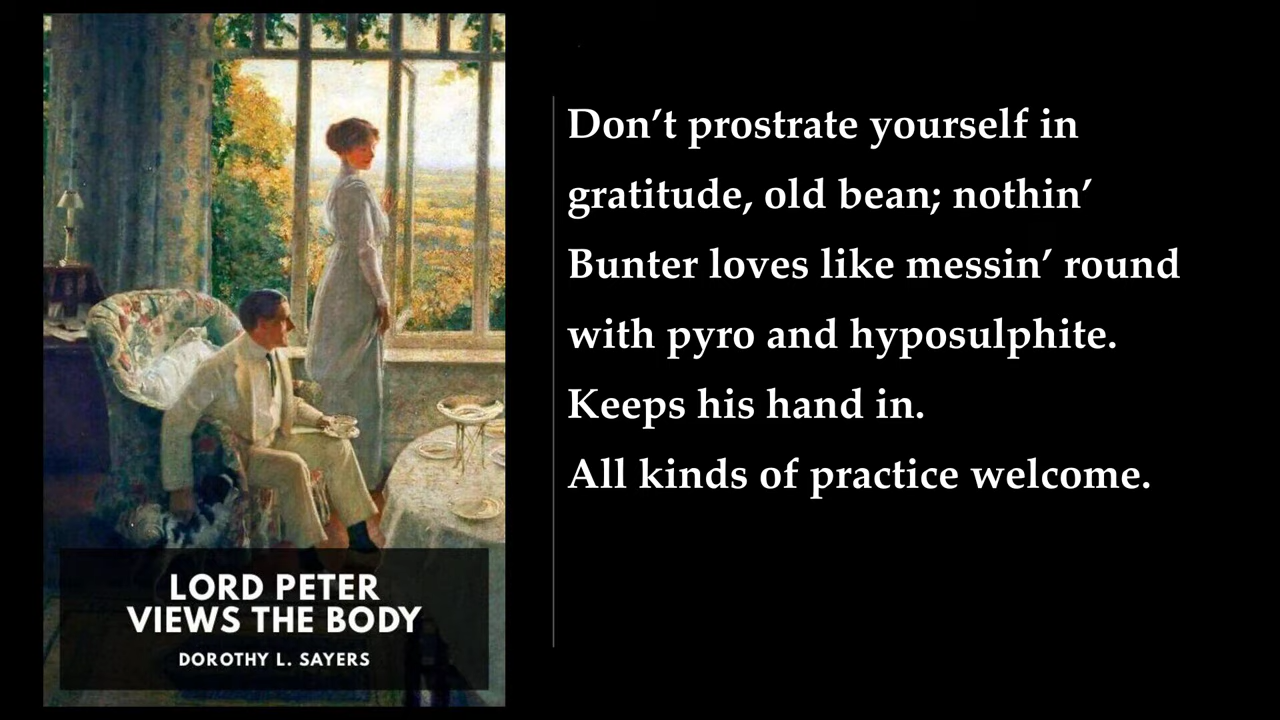 LORD PETER
VIEWS THE BODY
DOROTHY L. SAYERS
Don’t prostrate yourself in
gratitude, old bean; nothin’
Bunter loves like messin’ round
with pyro and hyposulphite.
Keeps his hand in.
All kinds of practice welcome.